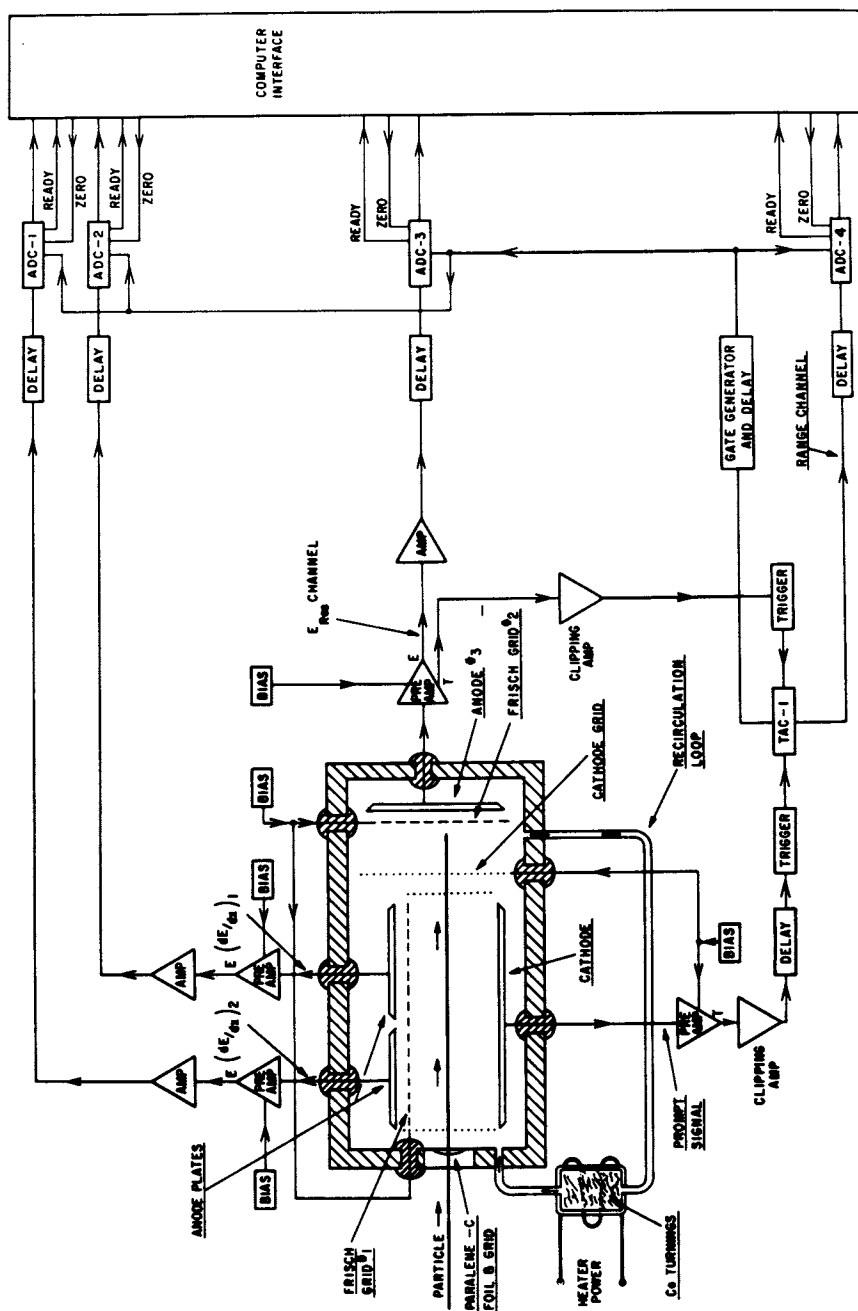 COMPUTER
INTERFACE
READY
ZERO
READY
ZERO
READY
ZERO
READY
ZERO
ADC-1
ADC-2
ADC-3
ADC-4
DELAY
DELAY
DELAY
GATE GENERATOR
AND DELAY
RANGE CHANNEL
AMP
E Res CHANNEL
BIAS
PRE
AMP
E
T
CLIPPING
AMP
TRIGGER
TAC-1
TRIGGER
DELAY
ANODE #3
FRISCH GRID #2
CATHODE GRID
RECIRCULATION
LOOP
BIAS
BIAS
(dE/dx)1
E
PRE
AMP
AMP
(dE/dx)2
E
PRE
AMP
AMP
BIAS
ANODE PLATES
FRISCH
GRID #1
PARTICLE
PARALENE-C
FOIL & GRID
CATHODE
BIAS
PRE
AMP
T
CLIPPING
AMP
PROMPT
SIGNAL
HEATER
POWER
Ca TURNINGS